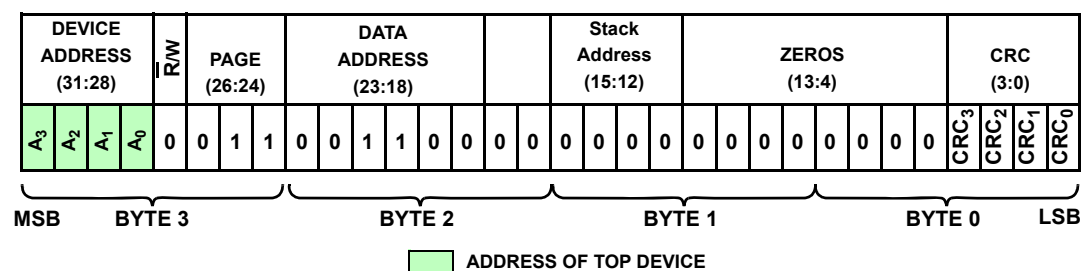 DEVICE ADDRESS (31:28)
R/W
PAGE (26:24)
DATA ADDRESS (23:18)
Stack Address (15:12)
ZEROS (13:4)
CRC (3:0)
A3 A2 A1 A0 0 0 1 1 0 0 1 1 0 0 0 0 0 0 0 0 0 0 0 0 0 0 0 0 CRC3 CRC2 CRC1 CRC0
MSB BYTE 3 BYTE 2 BYTE 1 BYTE 0 LSB
ADDRESS OF TOP DEVICE